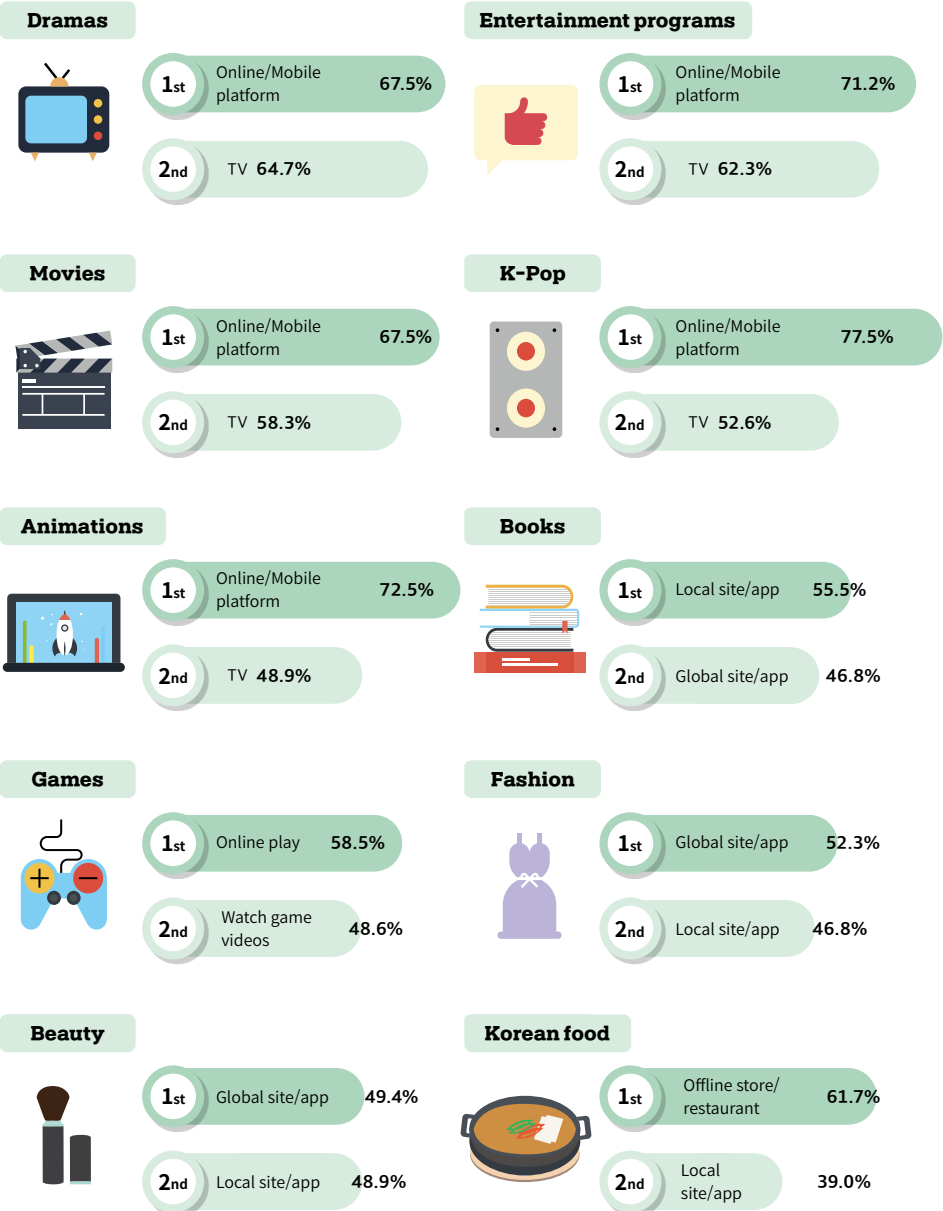 Dramas
1st
Online/Mobile
platform
67.5%
2nd
TV 64.7%
Entertainment programs
1st
Online/Mobile
platform
71.2%
2nd
TV 62.3%
Movies
1st
Online/Mobile
platform
67.5%
2nd
TV 58.3%
K-Pop
1st
Online/Mobile
platform
77.5%
2nd
TV 52.6%
Animations
1st
Online/Mobile
platform
72.5%
2nd
TV 48.9%
Books
1st
Local site/app
55.5%
2nd
Global site/app
46.8%
Games
1st
Online play
58.5%
2nd
Watch game
videos
48.6%
Fashion
1st
Global site/app
52.3%
2nd
Local site/app
46.8%
Beauty
1st
Global site/app
49.4%
2nd
Local site/app
48.9%
Korean food
1st
Offline store/
restaurant
61.7%
2nd
Local
site/app
39.0%